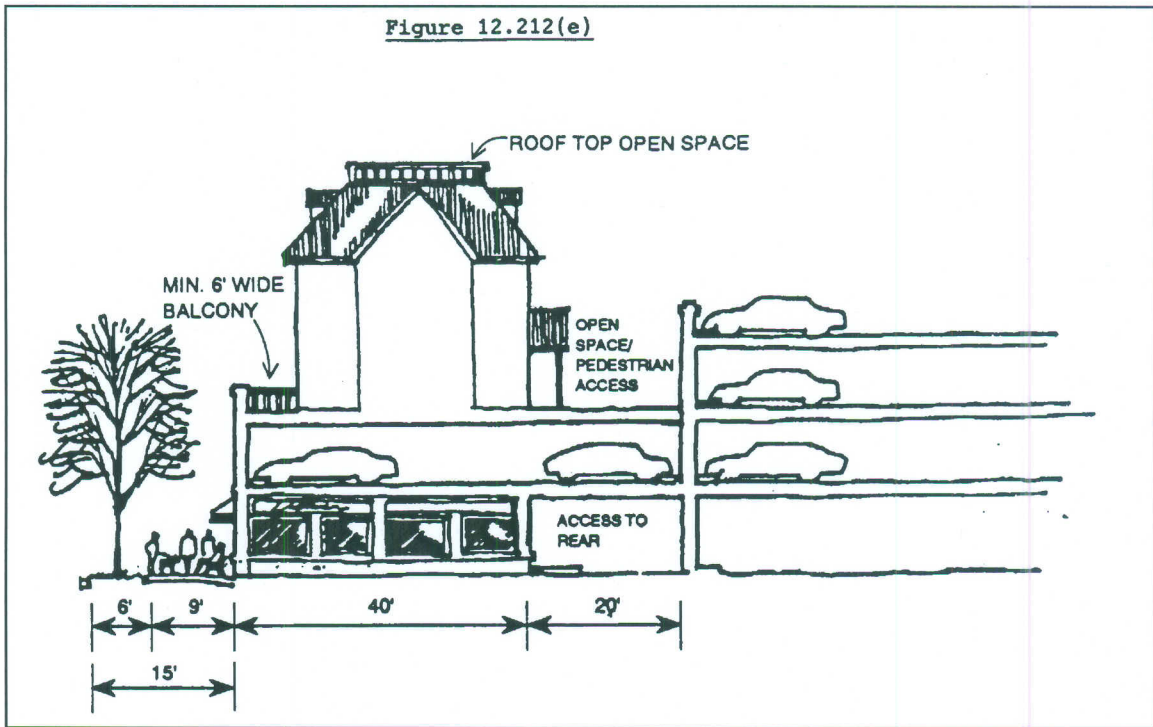 Figure 12.212(e)
ROOF TOP OPEN SPACE
MIN. 6' WIDE
BALCONY
OPEN
SPACE/
PEDESTRIAN
ACCESS
ACCESS TO
REAR
6'
9'
40'
20'
15'